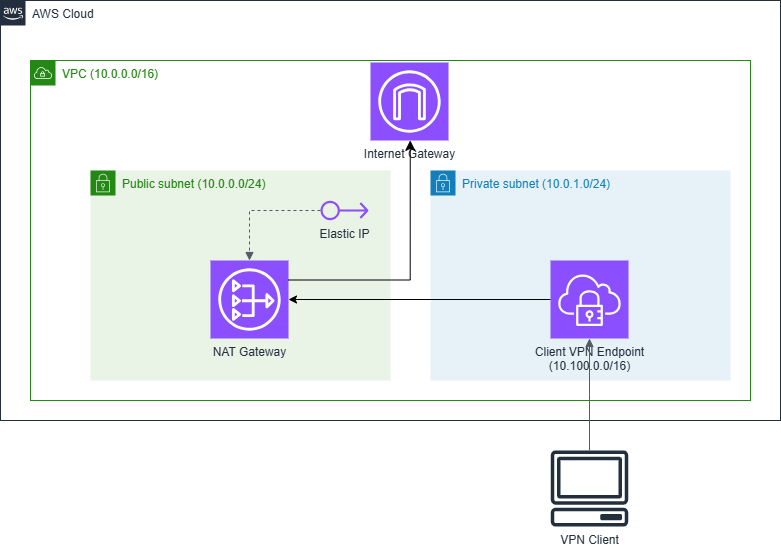 aws
AWS Cloud
VPC (10.0.0.0/16)
Internet Gateway
Public subnet (10.0.0.0/24)
Private subnet (10.0.1.0/24)
Elastic IP
NAT Gateway
Client VPN Endpoint
(10.100.0.0/16)
VPN Client